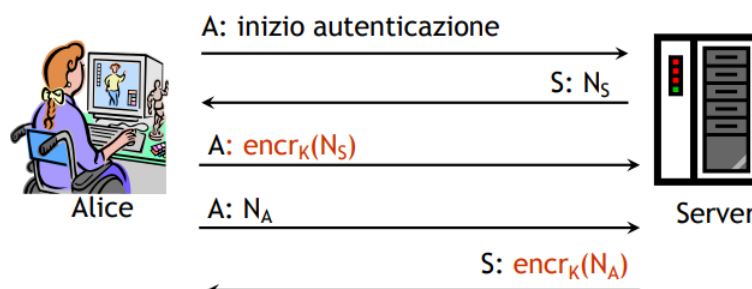 A: inizio autenticazione
S: N_S
A: encr_K(N_S)
A: N_A
S: encr_K(N_A)
Alice
Server